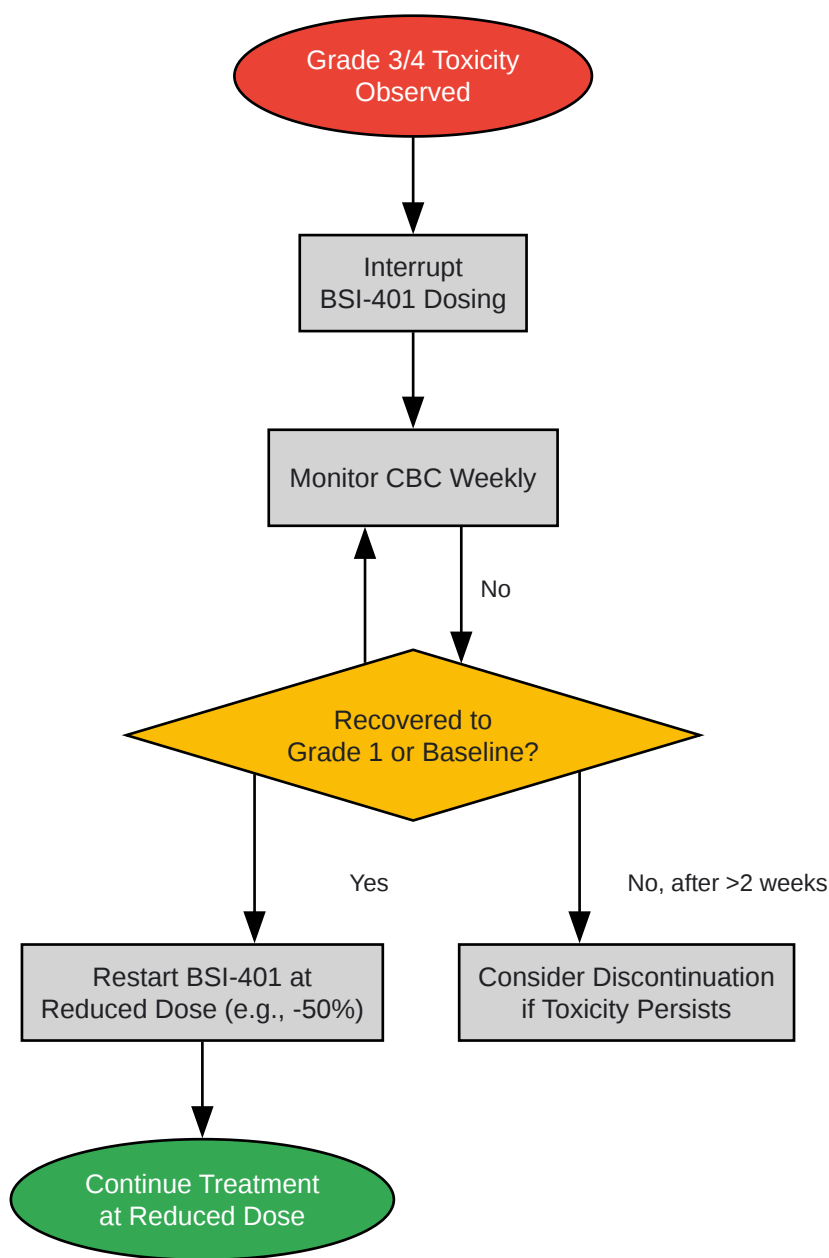 Grade 3/4 Toxicity
Observed
Interrupt
BSI-401 Dosing
Monitor CBC Weekly
No
Recovered to
Grade 1 or Baseline?
Yes
No, after >2 weeks
Restart BSI-401 at
Reduced Dose (e.g., -50%)
Consider Discontinuation
if Toxicity Persists
Continue Treatment
at Reduced Dose